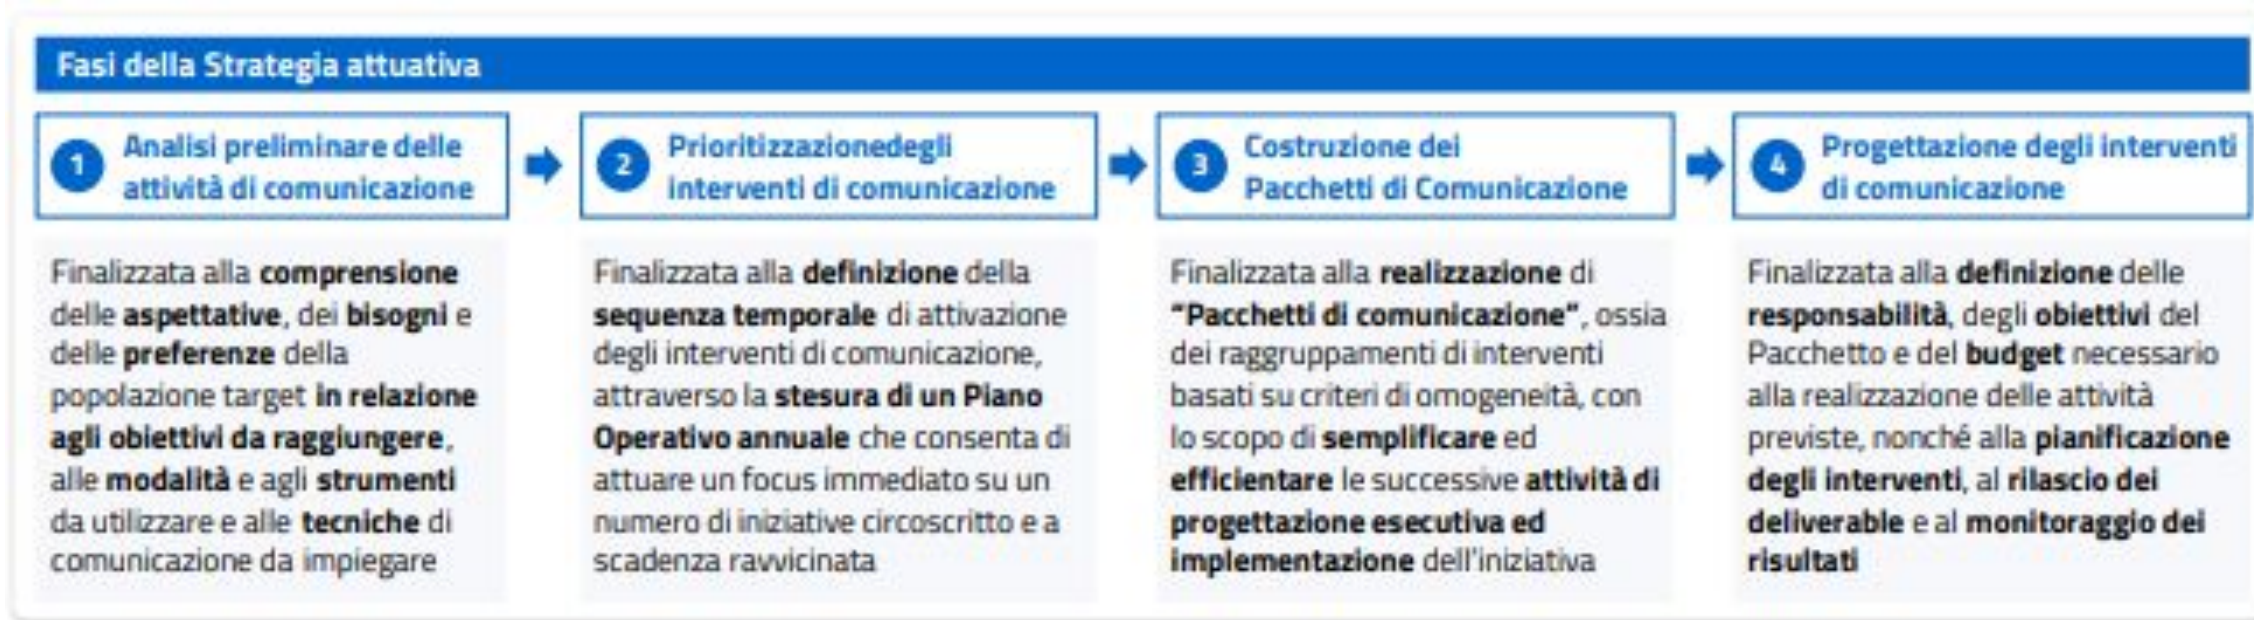 Fasi della Strategia attuativa
1
Analisi preliminare delle
attività di comunicazione
2
Prioritizzazionedegli
interventi di comunicazione
3
Costruzione dei
Pacchetti di Comunicazione
4
Progettazione degli interventi
di comunicazione
Finalizzata alla comprensione
delle aspettative, dei bisogni e
delle preferenze della
popolazione target in relazione
agli obiettivi da raggiungere,
alle modalità e agli strumenti
da utilizzare e alle tecniche di
comunicazione da impiegare
Finalizzata alla definizione della
sequenza temporale di attivazione
degli interventi di comunicazione,
attraverso la stesura di un Piano
Operativo annuale che consenta di
attuare un focus immediato su un
numero di iniziative circoscritto e a
scadenza ravvicinata
Finalizzata alla realizzazione di
"Pacchetti di comunicazione", ossia
dei raggruppamenti di interventi
basati su criteri di omogeneità, con
lo scopo di semplificare ed
efficientare le successive attività di
progettazione esecutiva ed
implementazione dell'iniziativa
Finalizzata alla definizione delle
responsabilità, degli obiettivi del
Pacchetto e del budget necessario
alla realizzazione delle attività
previste, nonché alla pianificazione
degli interventi, al rilascio dei
deliverable e al monitoraggio dei
risultati